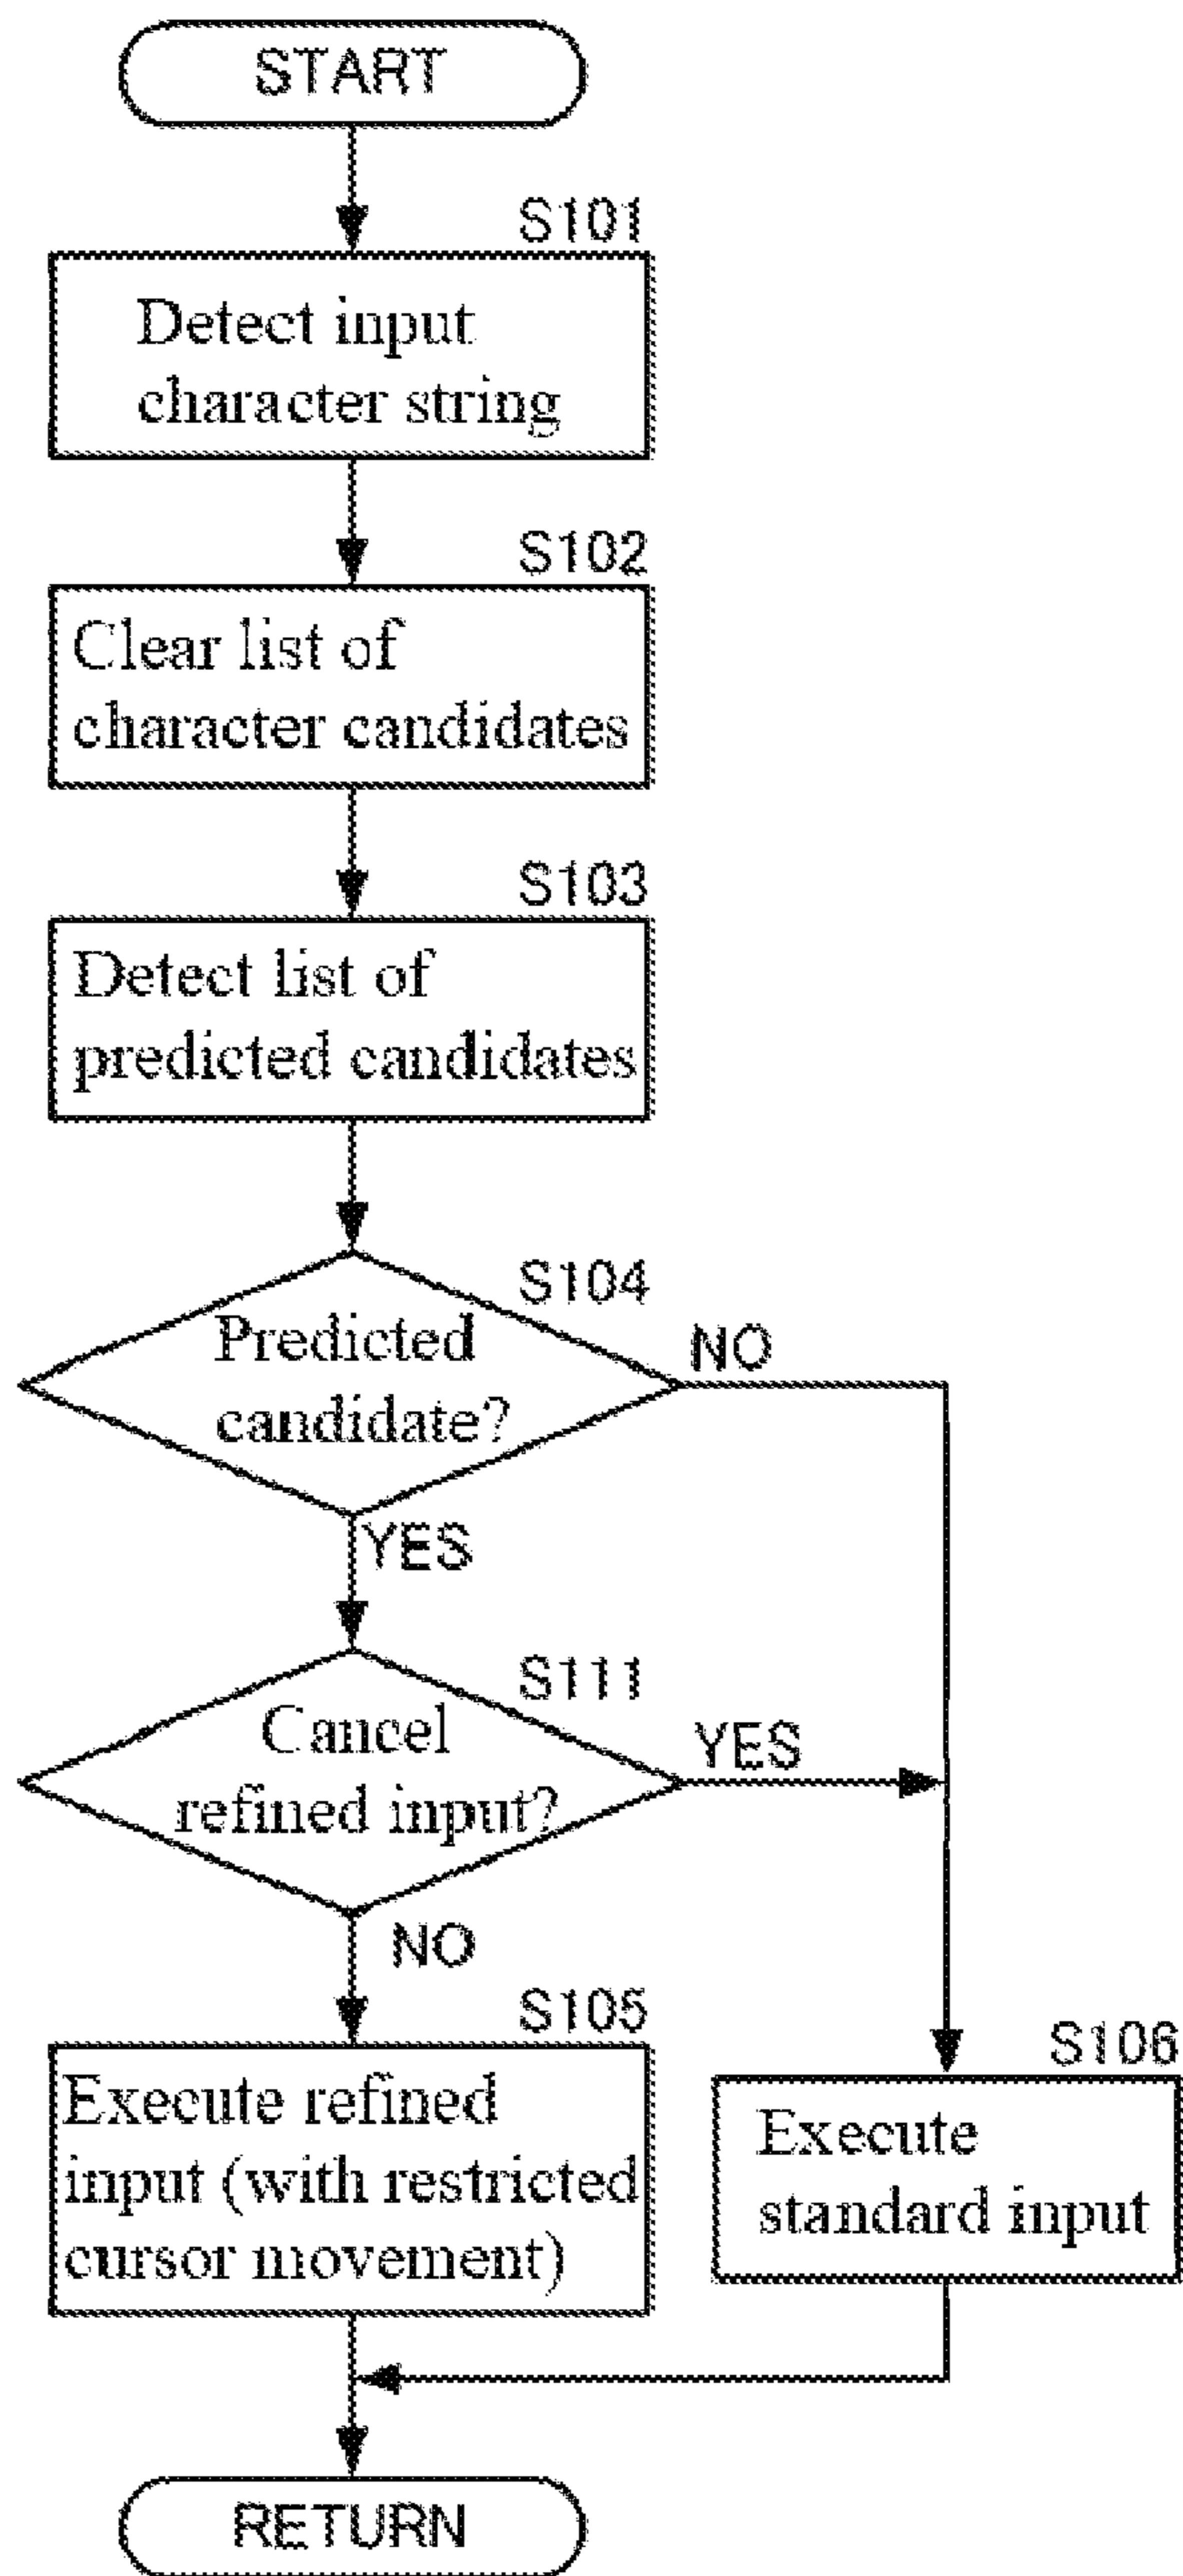 START
S101
Detect input
character string
S102
Clear list of
character candidates
S103
Detect list of
predicted candidates
S104
Predicted
candidate?
NO
YES
S111
Cancel
refined input?
YES
NO
S105
Execute refined
input (with restricted
cursor movement)
S106
Execute
standard input
RETURN